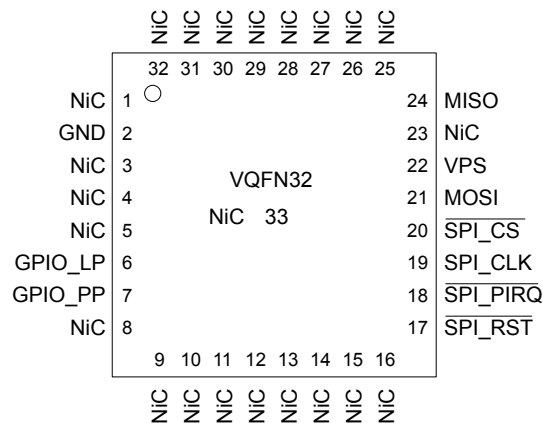 NiC NiC NiC NiC NiC NiC NiC NiC
32 31 30 29 28 27 26 25
NiC 1 24 MISO
GND 2 23 NiC
NiC 3 22 VPS
VQFN32
NiC 4 21 MOSI
NiC 33
NiC 5 20 SPI_CS
GPIO_LP 6 19 SPI_CLK
GPIO_PP 7 18 SPI_PIRQ
NiC 8 17 SPI_RST
9 10 11 12 13 14 15 16
NiC NiC NiC NiC NiC NiC NiC NiC